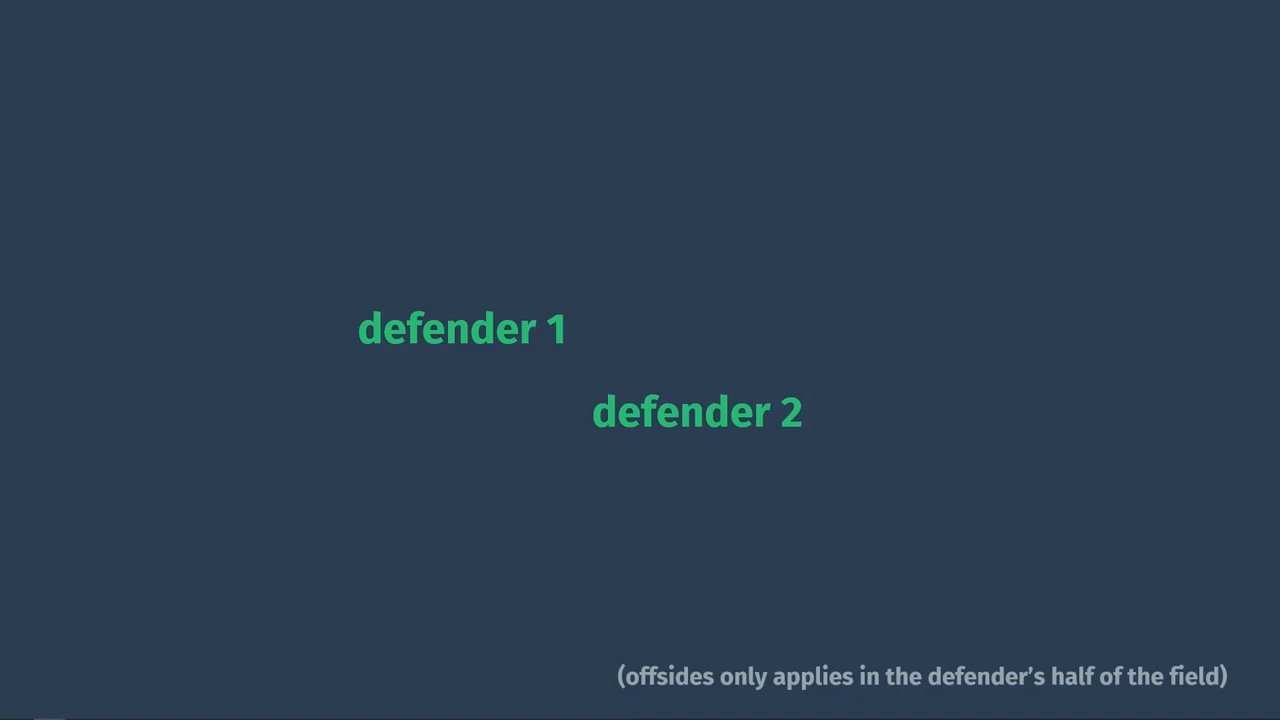 defender 1
defender 2
(offsides only applies in the defender’s half of the field)